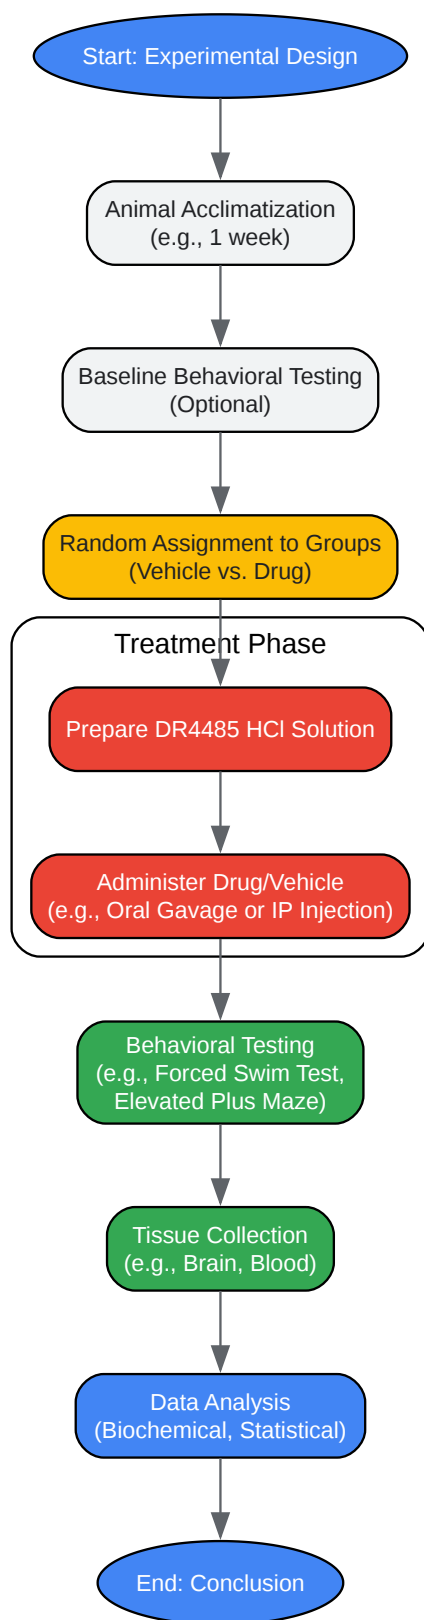 Start: Experimental Design
Animal Acclimatization
(e.g., 1 week)
Baseline Behavioral Testing
(Optional)
Random Assignment to Groups
(Vehicle vs. Drug)
Treatment Phase
Prepare DR4485 HCl Solution
Administer Drug/Vehicle
(e.g., Oral Gavage or IP Injection)
Behavioral Testing
(e.g., Forced Swim Test,
Elevated Plus Maze)
Tissue Collection
(e.g., Brain, Blood)
Data Analysis
(Biochemical, Statistical)
End: Conclusion